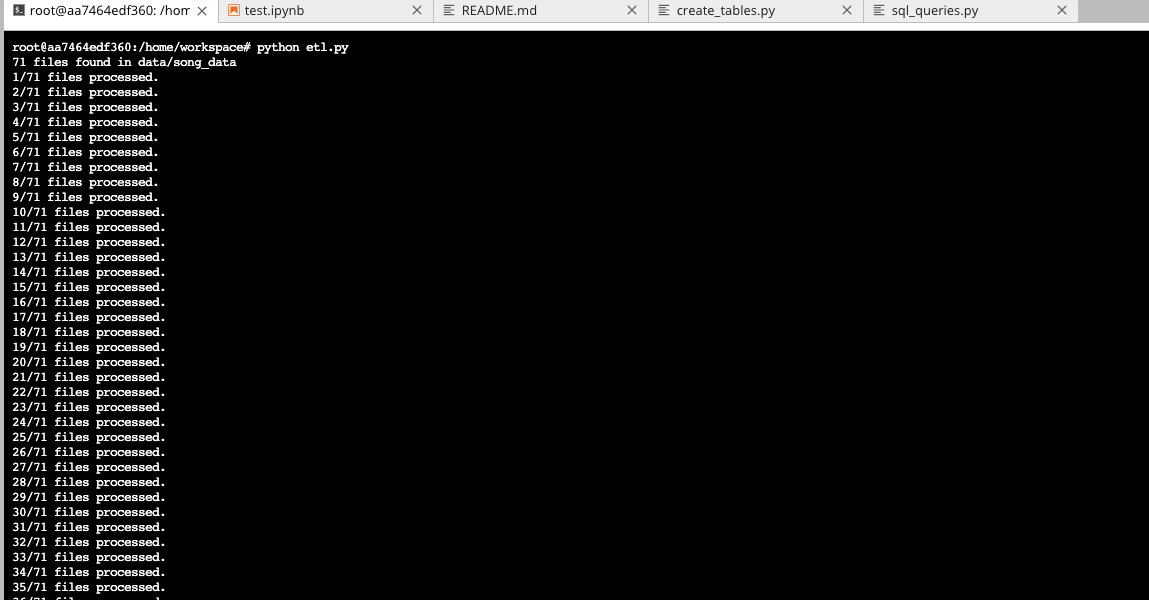 root@aa7464edf360: /hom
test.ipynb
README.md
create_tables.py
sql_queries.py
root@aa7464edf360:/home/workspace# python etl.py
71 files found in data/song_data
1/71 files processed.
2/71 files processed.
3/71 files processed.
4/71 files processed.
5/71 files processed.
6/71 files processed.
7/71 files processed.
8/71 files processed.
9/71 files processed.
10/71 files processed.
11/71 files processed.
12/71 files processed.
13/71 files processed.
14/71 files processed.
15/71 files processed.
16/71 files processed.
17/71 files processed.
18/71 files processed.
19/71 files processed.
20/71 files processed.
21/71 files processed.
22/71 files processed.
23/71 files processed.
24/71 files processed.
25/71 files processed.
26/71 files processed.
27/71 files processed.
28/71 files processed.
29/71 files processed.
30/71 files processed.
31/71 files processed.
32/71 files processed.
33/71 files processed.
34/71 files processed.
35/71 files processed.